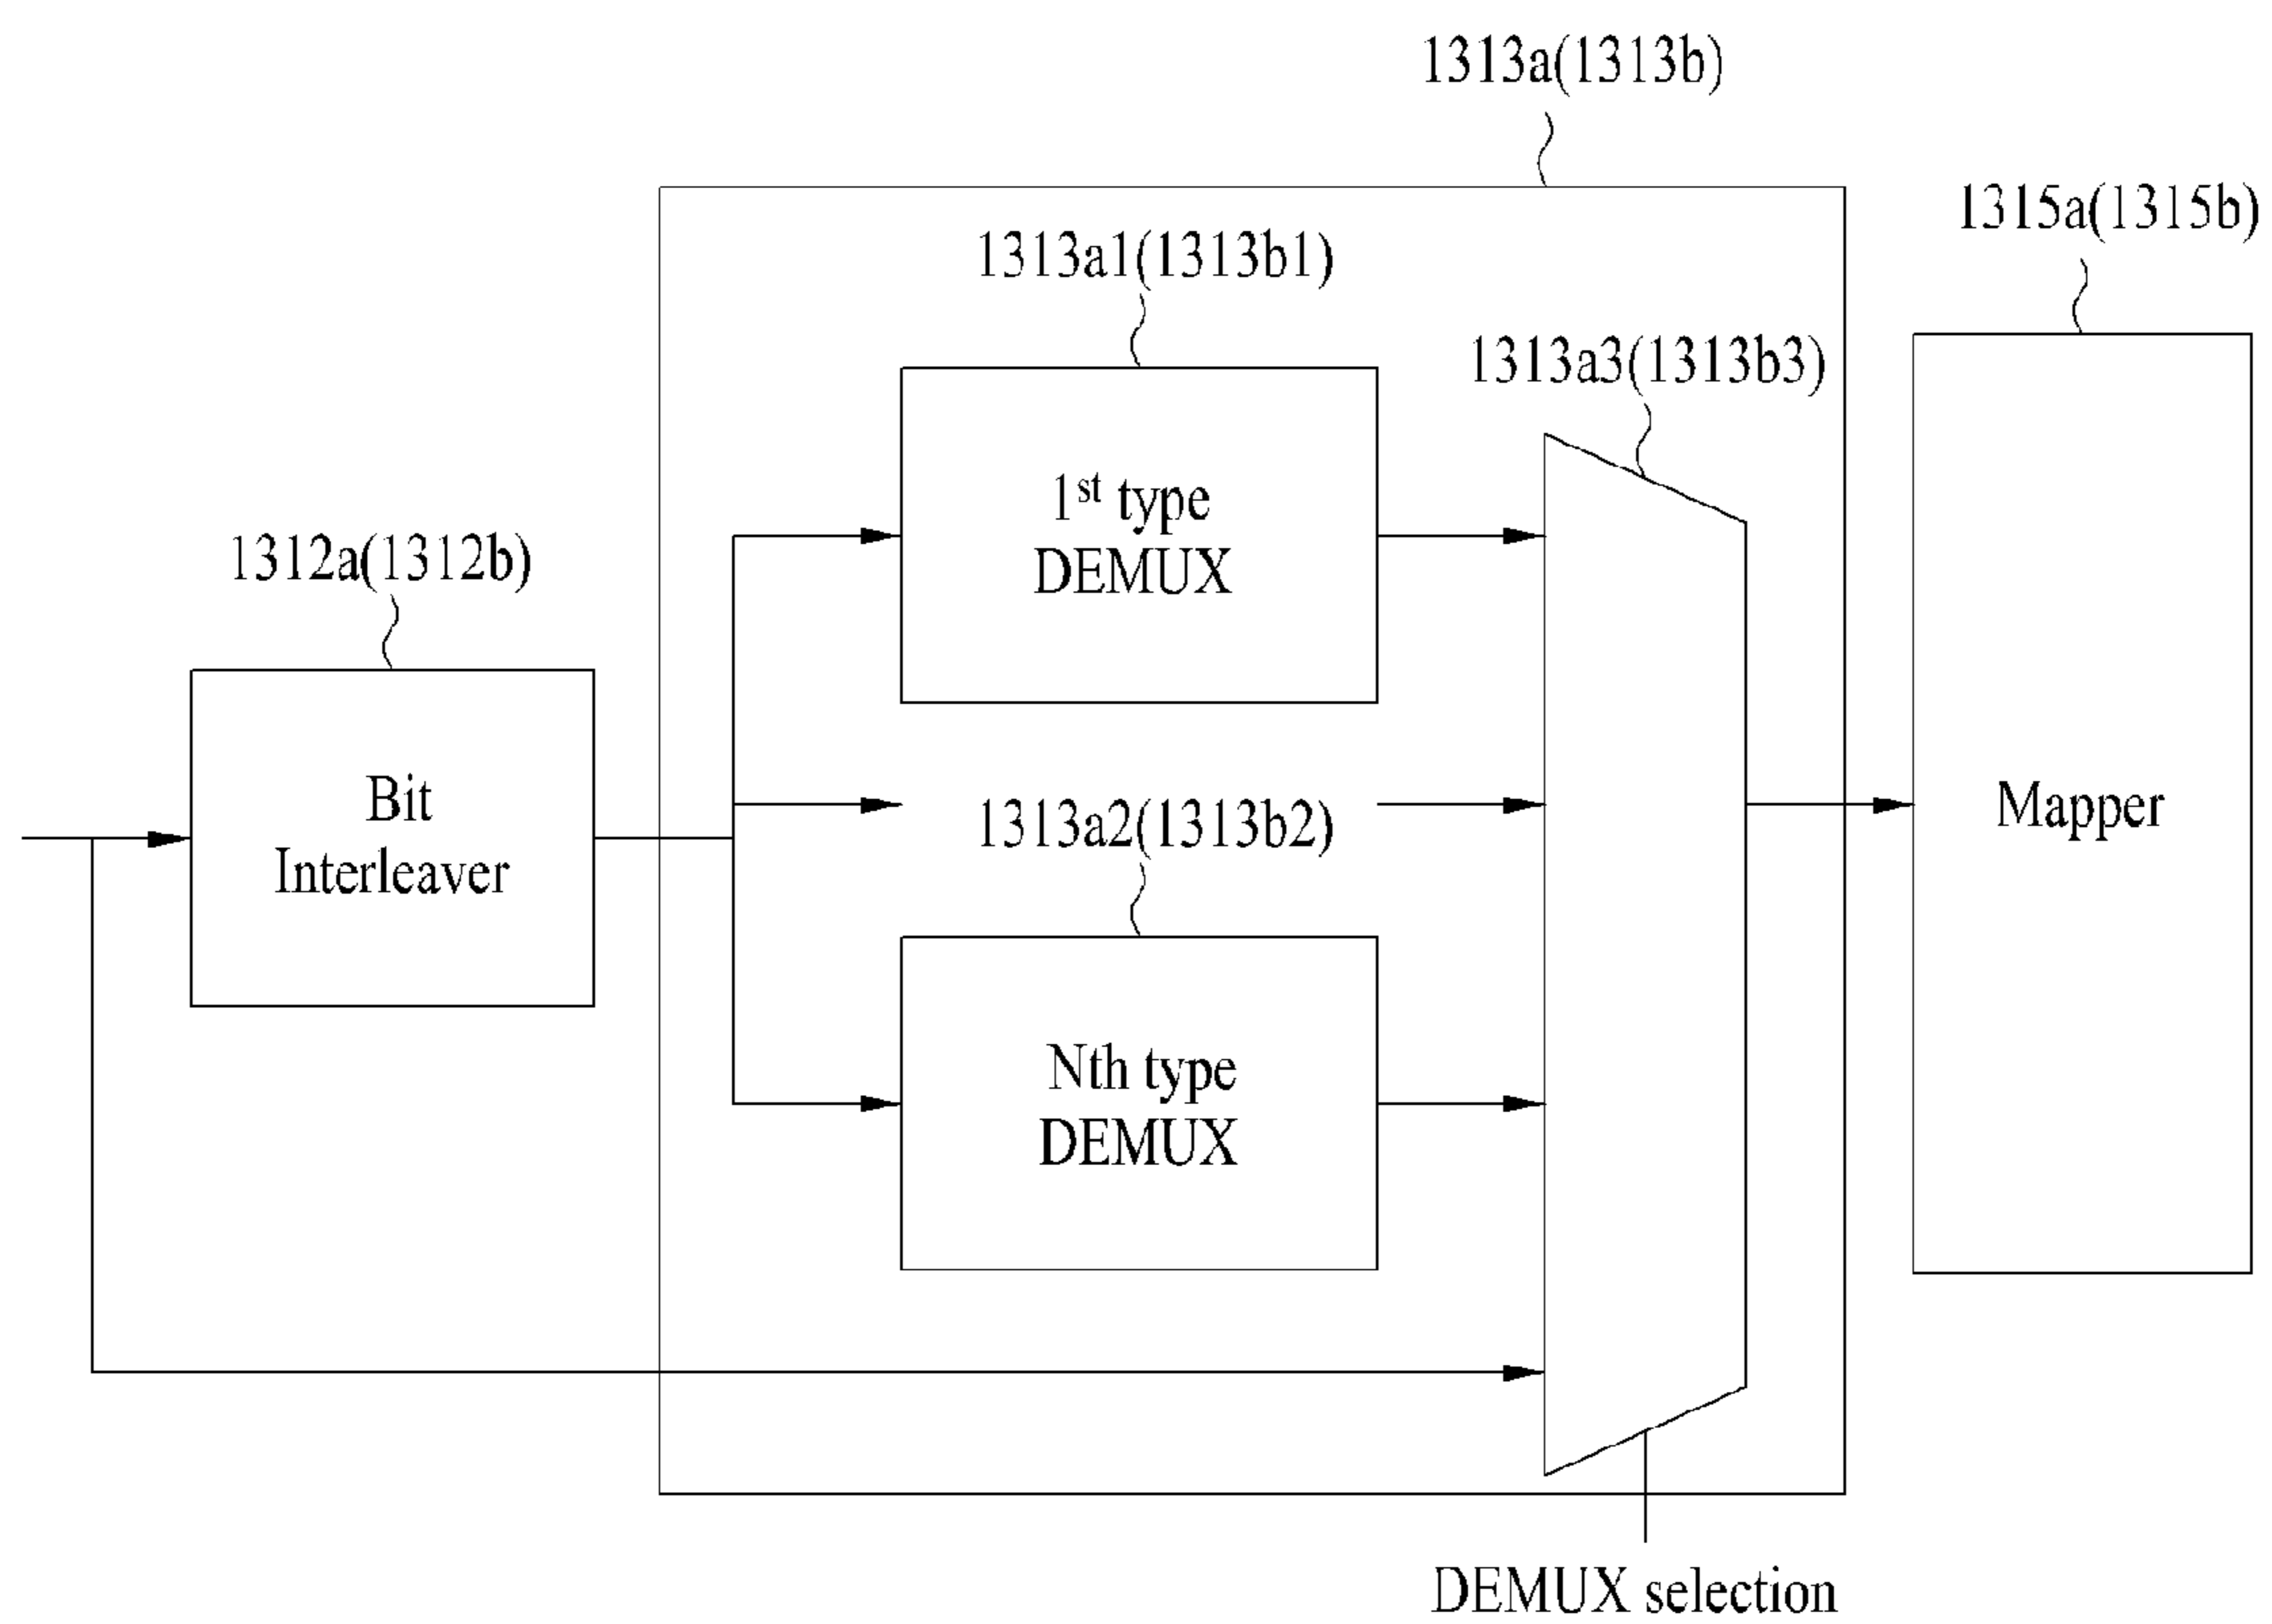 1313a(1313b)
1315a(1315b)
1313a1(1313b1)
1313a3(1313b3)
1st type
DEMUX
1312a(1312b)
Bit
Interleaver
1313a2(1313b2)
Mapper
Nth type
DEMUX
DEMUX selection